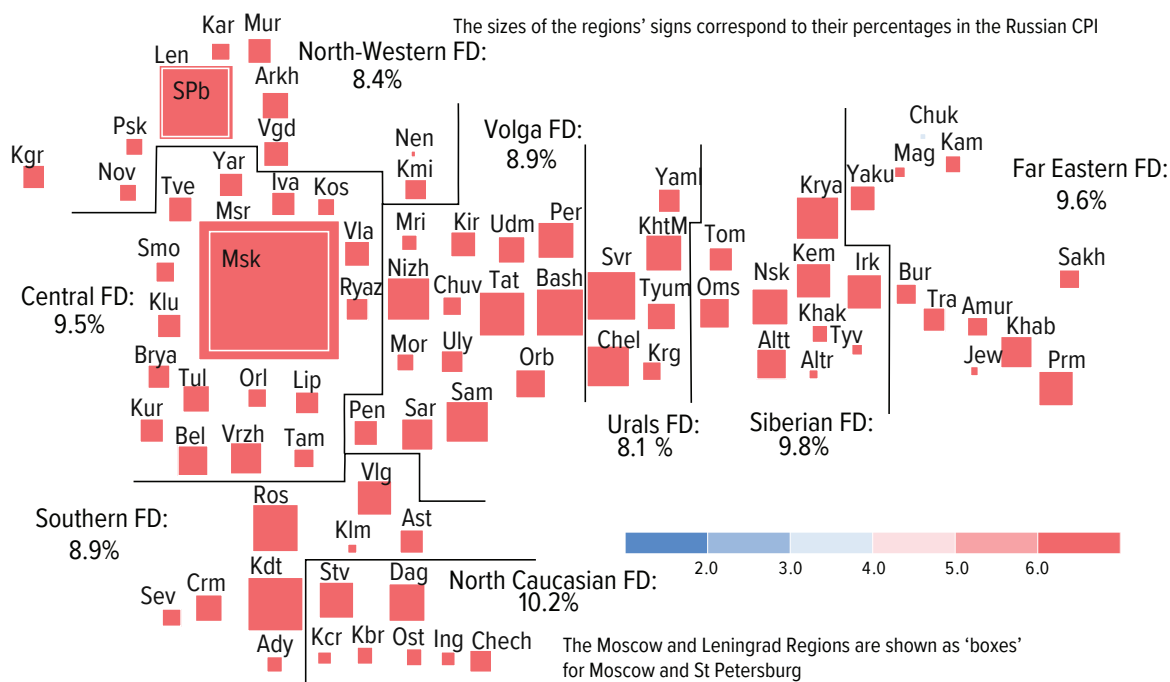 The sizes of the regions’ signs correspond to their percentages in the Russian CPI
Kar Mur
Len
North-Western FD:
8.4%
SPb
Arkh
Psk
Vgd
Kgr
Nov
Volga FD:
8.9%
Nen
Kmi
Chuk
Mag Kam
Far Eastern FD:
9.6%
Yar
Tve
Iva
Kos
Msr
Msk
Vla
Smo
Central FD:
9.5%
Klu
Ryaz
Brya
Tul
Orl
Lip
Kur
Bel
Vrzh
Tam
Mri
Kir
Udm
Per
Nizh
Chuv
Tat
Bash
Mor
Uly
Orb
Pen
Sar
Sam
Yaml
KhtM
Svr
Tyum
Chel
Krg
Urals FD:
8.1 %
Tom
Krya
Oms
Nsk
Kem
Irk
Khak
Altt
Altr
Tyv
Siberian FD:
9.8%
Yaku
Sakh
Bur
Tra
Amur
Khab
Jew
Prm
Southern FD:
8.9%
Ros
Vlg
Klm
Ast
Sev
Crm
Kdt
Ady
North Caucasian FD:
10.2%
Stv
Dag
Kcr
Kbr
Ost
Ing
Chech
2.0 3.0 4.0 5.0 6.0
The Moscow and Leningrad Regions are shown as ‘boxes’
for Moscow and St Petersburg